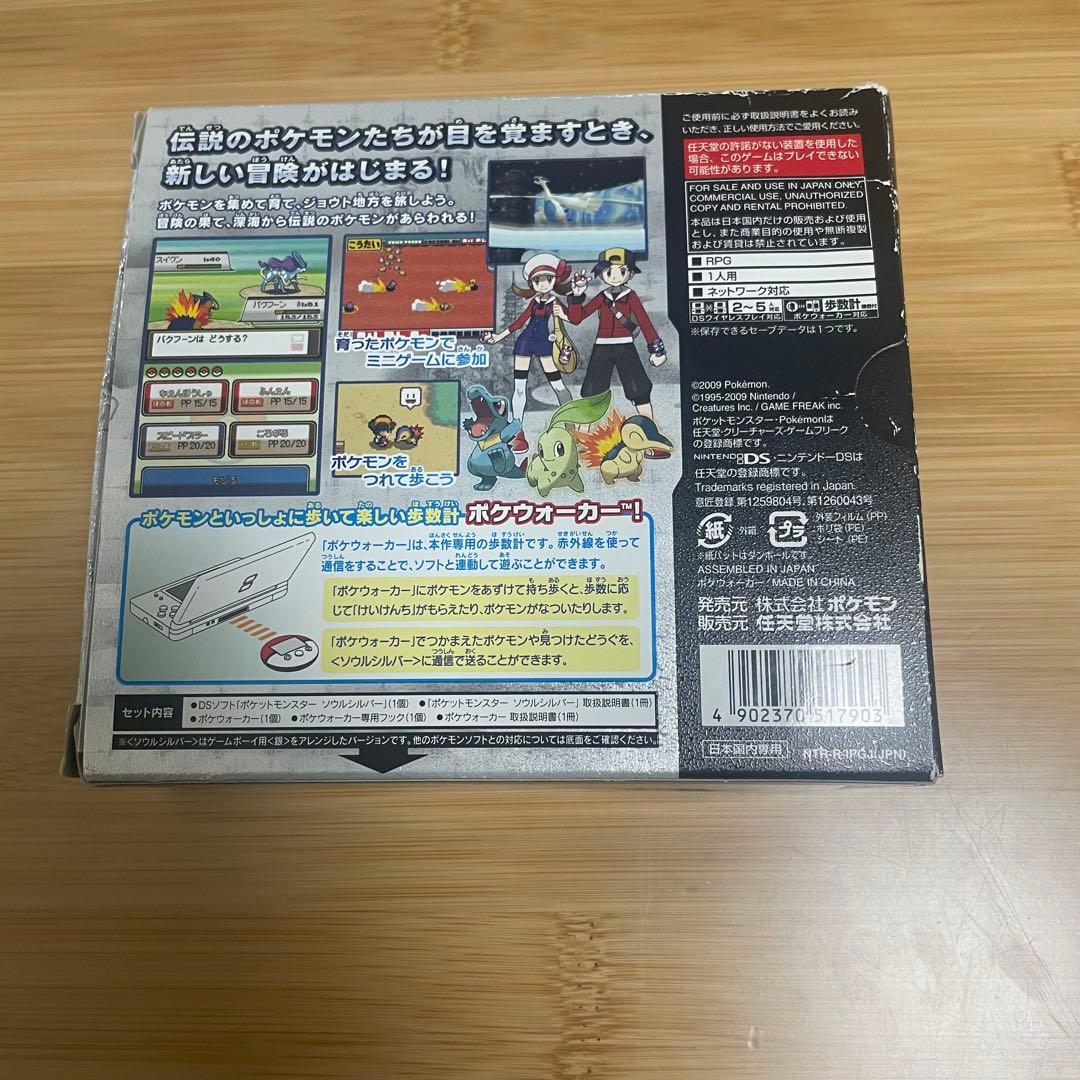 伝説のポケモンたちが目を覚ますとき、
新しい冒険がはじまる!
ポケモンを集めて育て、ジョウト地方を旅しよう。
冒険の果て、深海から伝説のポケモンがあらわれる!
スイクン Lv40
バクフーン Lv51
153/153
バクフーンは どうする?
ふんえん
PP 15/15
PP 15/15
スピードスター
PP 20/20
PP 20/20
もどる
こうたい
育ったポケモンで
ミニゲームに参加
ポケモンを
つれて歩こう
ポケモンといっしょに歩いて楽しい歩数計 ポケウォーカー™!
「ポケウォーカー」は、本作専用の歩数計です。赤外線を使って
通信をすることで、ソフトと連動して遊ぶことができます。
「ポケウォーカー」にポケモンをあずけて持ち歩くと、歩数に応
じて「けいけんち」がもらえたり、ポケモンがなついたりします。
「ポケウォーカー」でつかまえたポケモンや見つけたどうぐを、
<ソウルシルバー>に通信で送ることができます。
セット内容
●DSソフト「ポケットモンスター ソウルシルバー」(1個) ●「ポケットモンスター ソウルシルバー」 取扱説明書(1冊)
●ポケウォーカー(1個) ●ポケウォーカー専用フック(1個) ●ポケウォーカー 取扱説明書(1冊)
※<ソウルシルバー>はゲームボーイ用<銀>をアレンジしたバージョンです。他のポケモンソフトとの対応については底面をご確認ください。
ご使用前に必ず取扱説明書をよくお読み
いただき、正しい使用方法でご愛用ください。
任天堂の許諾がない装置を使用した
場合、このゲームはプレイできない
可能性があります。
FOR SALE AND USE IN JAPAN ONLY.
COMMERCIAL USE, UNAUTHORIZED
COPY AND RENTAL PROHIBITED.
本品は日本国内だけの販売および使用
とし、また商業目的の使用や無断複製
および賃貸は禁止されています。
■RPG
■1人用
■ネットワーク対応
2~5人対応
DSワイヤレスプレイ対応
歩数計機能付
ポケウォーカー対応
※保存できるセーブデータは1つです。
©2009 Pokémon.
©1995-2009 Nintendo /
Creatures Inc. / GAME FREAK inc.
ポケットモンスター・Pokémonは
任天堂・クリーチャーズ・ゲームフリーク
の登録商標です。
NINTENDO DS・ニンテンドーDSは
任天堂の登録商標です。
Trademarks registered in Japan.
意匠登録 第1259804号, 第1260043号
紙 外箱
プラ
外装フィルム (PP)
ポリ袋 (PE)
シート (PE)
※紙パットはダンボールです。
ASSEMBLED IN JAPAN
ポケウォーカー:MADE IN CHINA
発売元 株式会社ポケモン
販売元 任天堂株式会社
4 902370 517903
日本国内専用
NTR-R-IPGJ(JPN)